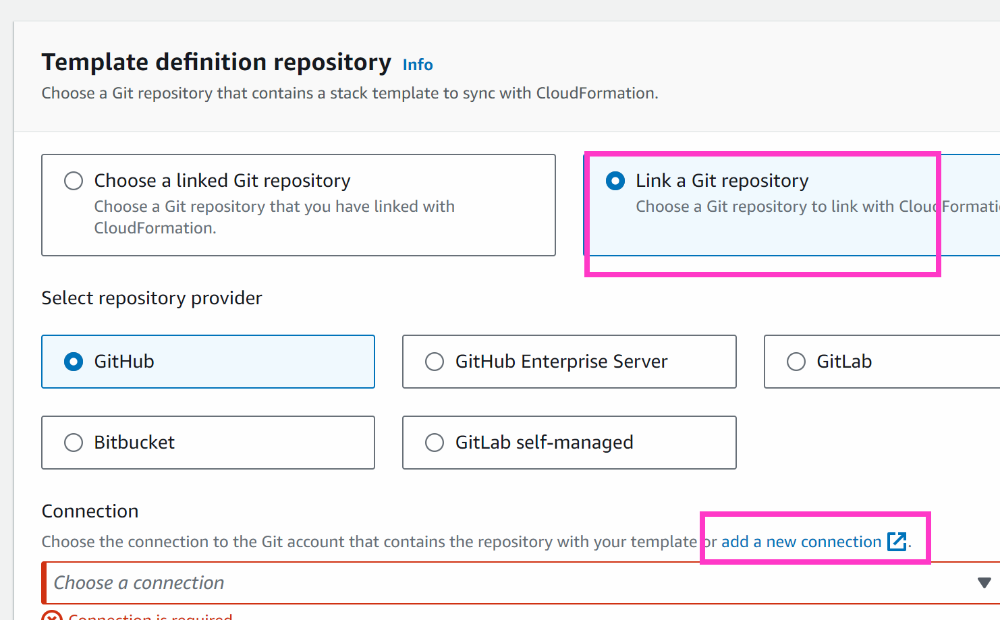 Template definition repository Info
Choose a Git repository that contains a stack template to sync with CloudFormation.
Choose a linked Git repository
Choose a Git repository that you have linked with
CloudFormation.
Link a Git repository
Choose a Git repository to link with
Select repository provider
GitHub
GitHub Enterprise Server
GitLab
Bitbucket
GitLab self-managed
Connection
Choose the connection to the Git account that contains the repository with your template or add a new connection.
Choose a connection
Connection is required